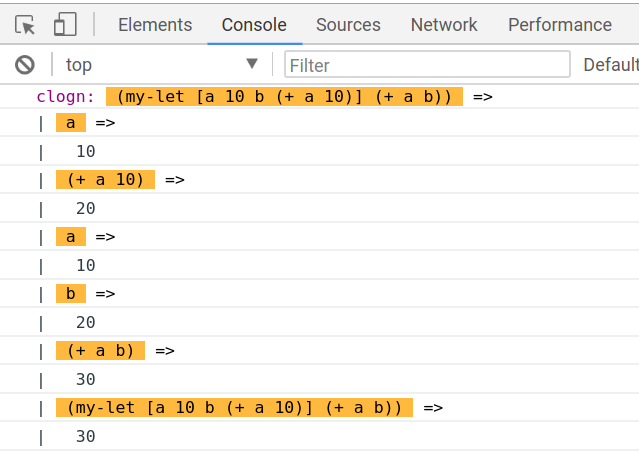 Elements Console Sources Network Performance
top ▼ Filter Default
clogn: (my-let [a 10 b (+ a 10)] (+ a b)) =>
| a =>
| 10
| (+ a 10) =>
| 20
| a =>
| 10
| b =>
| 20
| (+ a b) =>
| 30
| (my-let [a 10 b (+ a 10)] (+ a b)) =>
| 30